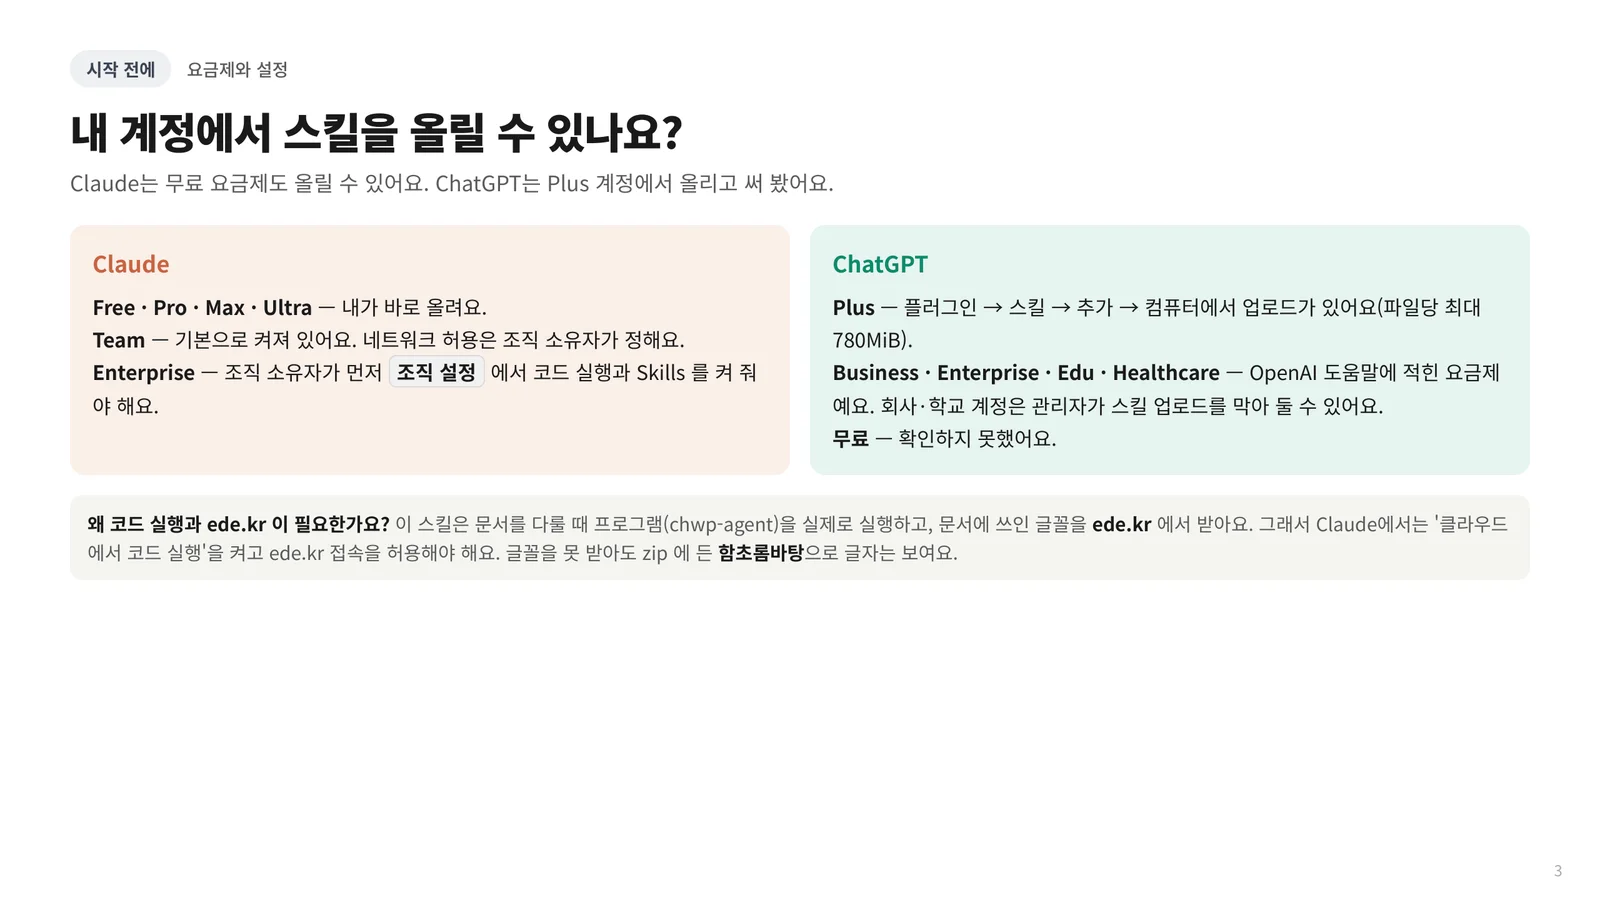 시작 전에 요금제와 설정
내 계정에서 스킬을 올릴 수 있나요?
Claude는 무료 요금제도 올릴 수 있어요. ChatGPT는 Plus 계정에서 올리고 써 봤어요.
Claude
Free · Pro · Max · Ultra — 내가 바로 올려요.
Team — 기본으로 켜져 있어요. 네트워크 허용은 조직 소유자가 정해요.
Enterprise — 조직 소유자가 먼저 조직 설정 에서 코드 실행과 Skills 를 켜 줘
야 해요.
ChatGPT
Plus — 플러그인 → 스킬 → 추가 → 컴퓨터에서 업로드가 있어요(파일당 최대
780MiB).
Business · Enterprise · Edu · Healthcare — OpenAI 도움말에 적힌 요금제
예요. 회사·학교 계정은 관리자가 스킬 업로드를 막아 둘 수 있어요.
무료 — 확인하지 못했어요.
왜 코드 실행과 ede.kr 이 필요한가요? 이 스킬은 문서를 다룰 때 프로그램(chwp-agent)을 실제로 실행하고, 문서에 쓰인 글꼴을 ede.kr 에서 받아요. 그래서 Claude에서는 '클라우드
에서 코드 실행'을 켜고 ede.kr 접속을 허용해야 해요. 글꼴을 못 받아도 zip 에 든 함초롬바탕으로 글자는 보여요.
3